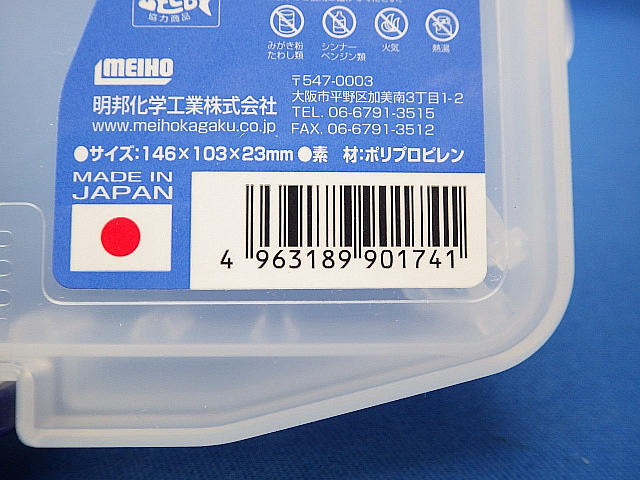 協力商品
みがき粉
たわし類
シンナー
ベンジン類
火気
熱湯
MEIHO
明邦化学工業株式会社
www.meihokagaku.co.jp
〒547-0003
大阪市平野区加美南3丁目1-2
TEL. 06-6791-3515
FAX. 06-6791-3512
●サイズ:146×103×23mm ●素 材:ポリプロピレン
MADE IN
JAPAN
4 963189 901741